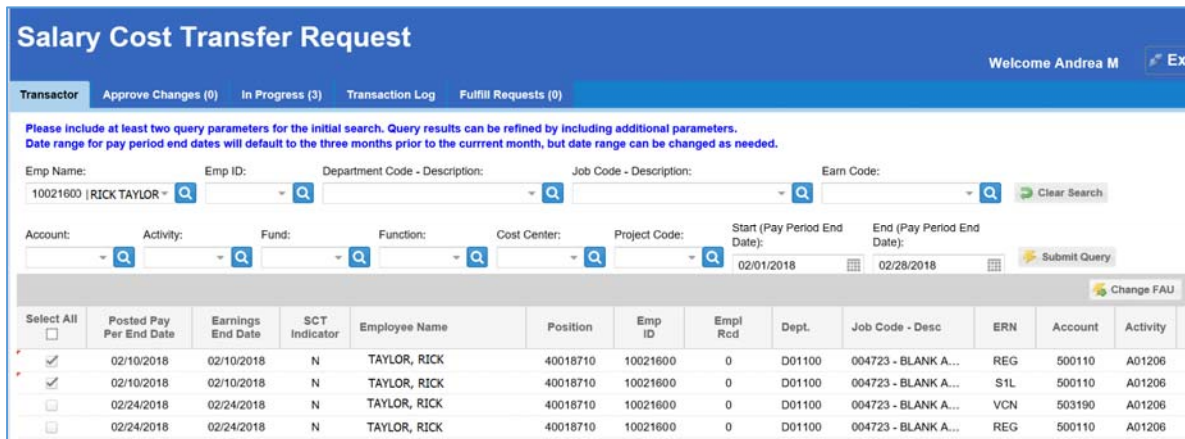 Salary Cost Transfer Request
Welcome Andrea M Ex
Transactor Approve Changes (0) In Progress (3) Transaction Log Fulfill Requests (0)
Please include at least two query parameters for the initial search. Query results can be refined by including additional parameters.
Date range for pay period end dates will default to the three months prior to the currrent month, but date range can be changed as needed.
Emp Name: Emp ID: Department Code - Description: Job Code - Description: Earn Code:
10021600 | RICK TAYLOR Clear Search
Account: Activity: Fund: Function: Cost Center: Project Code: Start (Pay Period End Date): End (Pay Period End Date):
02/01/2018 02/28/2018 Submit Query
Change FAU
Select All Posted Pay Per End Date Earnings End Date SCT Indicator Employee Name Position Emp ID Empl Rcd Dept. Job Code - Desc ERN Account Activity
02/10/2018 02/10/2018 N TAYLOR, RICK 40018710 10021600 0 D01100 004723 - BLANK A... REG 500110 A01206
02/10/2018 02/10/2018 N TAYLOR, RICK 40018710 10021600 0 D01100 004723 - BLANK A... S1L 500110 A01206
02/24/2018 02/24/2018 N TAYLOR, RICK 40018710 10021600 0 D01100 004723 - BLANK A... VCN 503190 A01206
02/24/2018 02/24/2018 N TAYLOR, RICK 40018710 10021600 0 D01100 004723 - BLANK A... REG 500110 A01206